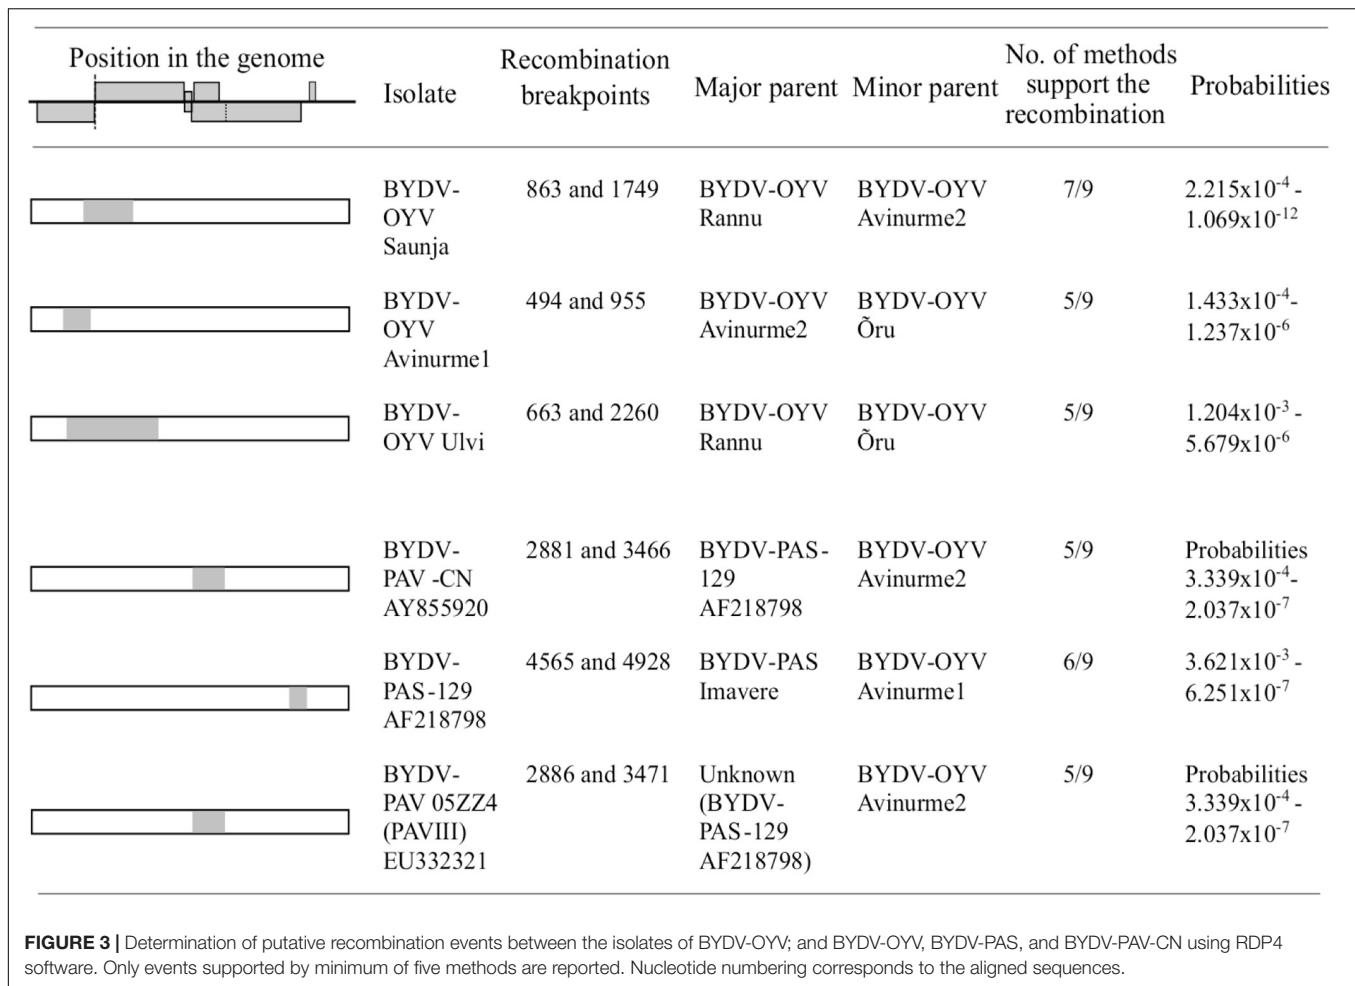 Position in the genome
Isolate
Recombination
breakpoints
Major parent
Minor parent
No. of methods
support the
recombination
Probabilities
BYDV-
OYV
Saunja
863 and 1749
BYDV-OYV
Rannu
BYDV-OYV
Avinurme2
7/9
2.215x10⁻⁴ -
1.069x10⁻¹²
BYDV-
OYV
Avinurme1
494 and 955
BYDV-OYV
Avinurme2
BYDV-OYV
Õru
5/9
1.433x10⁻⁴-
1.237x10⁻⁶
BYDV-
OYV Ulvi
663 and 2260
BYDV-OYV
Rannu
BYDV-OYV
Õru
5/9
1.204x10⁻³ -
5.679x10⁻⁶
BYDV-
PAV -CN
AY855920
2881 and 3466
BYDV-PAS-
129
AF218798
BYDV-OYV
Avinurme2
5/9
Probabilities
3.339x10⁻⁴-
2.037x10⁻⁷
BYDV-
PAS-129
AF218798
4565 and 4928
BYDV-PAS
Imavere
BYDV-OYV
Avinurme1
6/9
3.621x10⁻³ -
6.251x10⁻⁷
BYDV-
PAV 05ZZ4
(PAVIII)
EU332321
2886 and 3471
Unknown
(BYDV-
PAS-129
AF218798)
BYDV-OYV
Avinurme2
5/9
Probabilities
3.339x10⁻⁴ -
2.037x10⁻⁷
FIGURE 3 | Determination of putative recombination events between the isolates of BYDV-OYV; and BYDV-OYV, BYDV-PAS, and BYDV-PAV-CN using RDP4
software. Only events supported by minimum of five methods are reported. Nucleotide numbering corresponds to the aligned sequences.